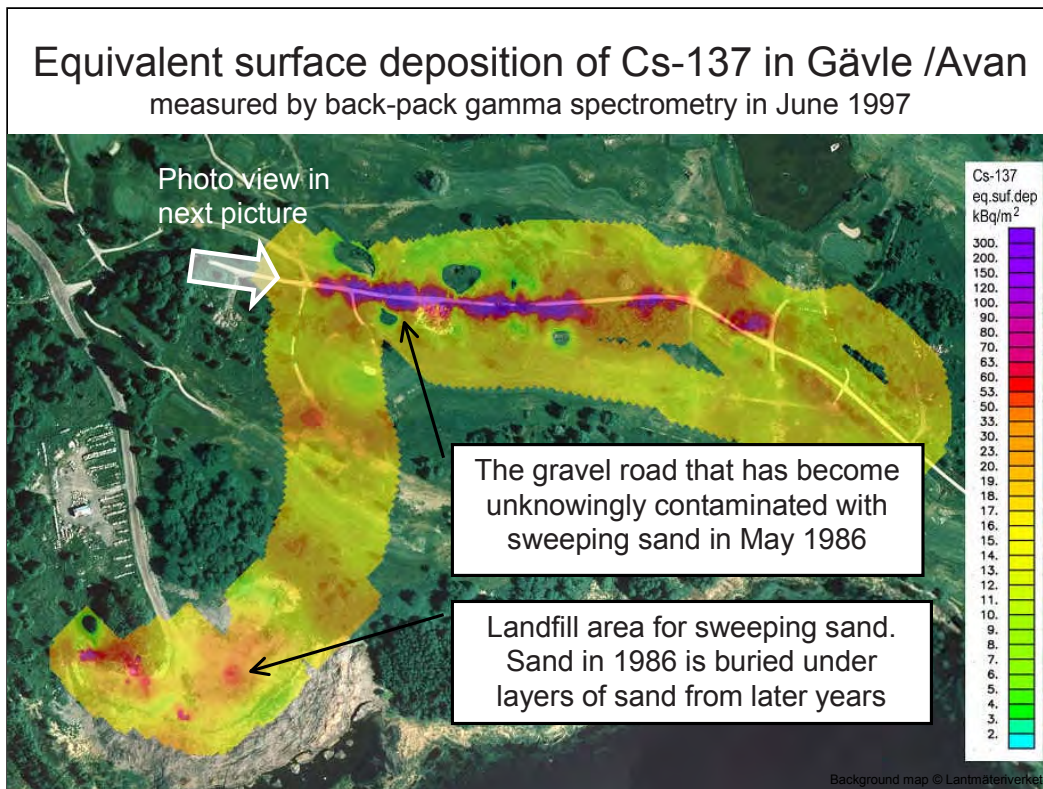 Equivalent surface deposition of Cs-137 in Gävle /Avan
measured by back-pack gamma spectrometry in June 1997
Photo view in
next picture
Cs-137
eq.suf.dep
kBq/m²
300.
200.
150.
120.
100.
90.
80.
70.
63.
60.
53.
50.
33.
30.
23.
20.
19.
18.
17.
16.
15.
14.
13.
12.
11.
10.
9.
8.
7.
6.
5.
4.
3.
2.
The gravel road that has become
unknowingly contaminated with
sweeping sand in May 1986
Landfill area for sweeping sand.
Sand in 1986 is buried under
layers of sand from later years
Background map © Lantmäteriverket